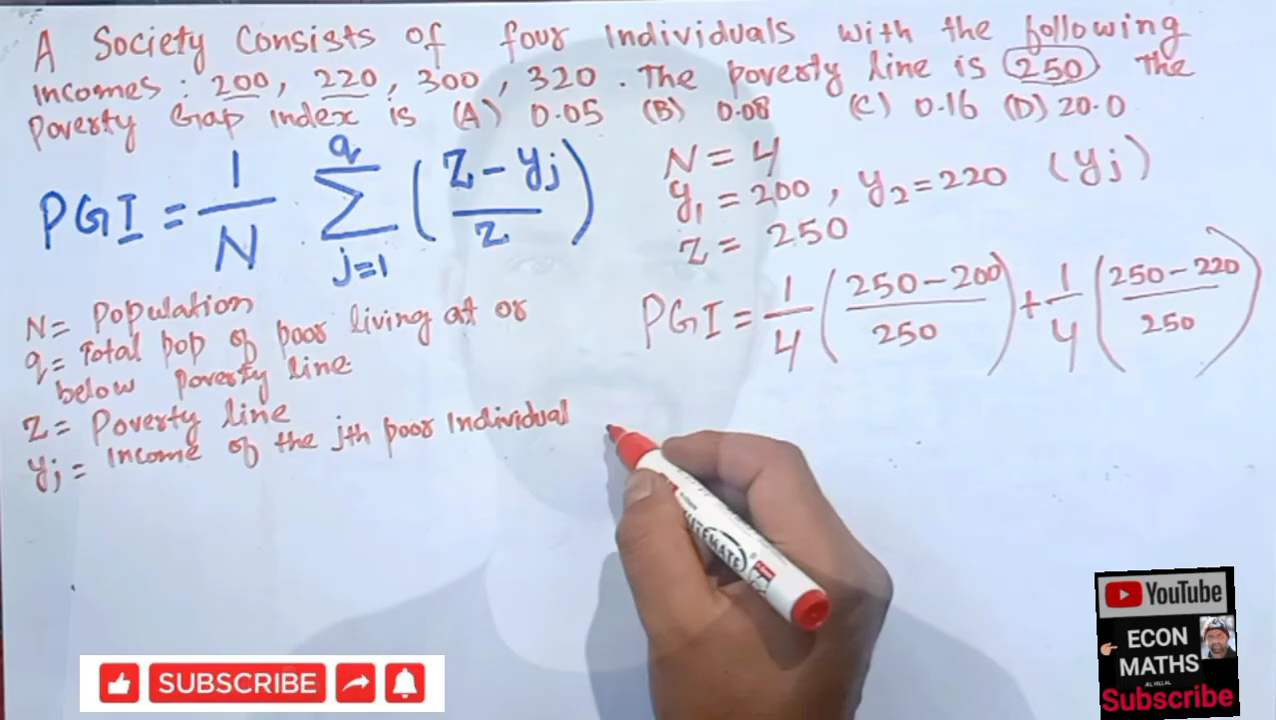 A Society Consists of four Individuals with the following
Incomes : 200, 220, 300, 320. The poverty line is 250 The
Poverty Gap Index is (A) 0.05 (B) 0.08 (C) 0.16 (D) 20.0
PGI = 1/N q∑j=1 (Z - yj / z)
N = Population
q = Total pop of poor living at or
below poverty line.
Z = Poverty line
yj = Income of the jth poor Individual
N = 4
y1 = 200, y2 = 220 (yj)
Z = 250
PGI = 1/4 (250-200 / 250) + 1/4 (250-220 / 250)
SUBSCRIBE
YouTube
ECON
MATHS
Subscribe